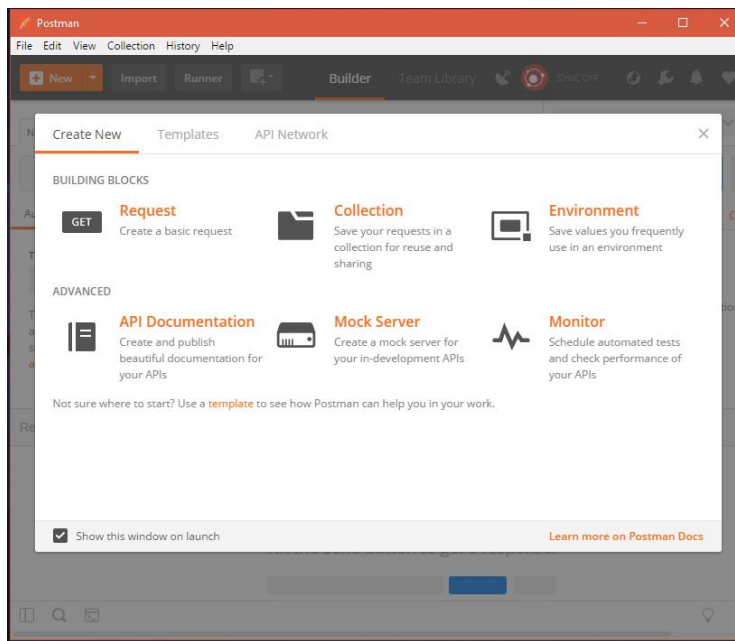 Postman
File Edit View Collection History Help
New Import Runner Builder Team Library SYNC OFF
Create New Templates API Network
BUILDING BLOCKS
GET
Request
Create a basic request
Collection
Save your requests in a
collection for reuse and
sharing
Environment
Save values you frequently
use in an environment
ADVANCED
API Documentation
Create and publish
beautiful documentation for
your APIs
Mock Server
Create a mock server for
your in-development APIs
Monitor
Schedule automated tests
and check performance of
your APIs
Not sure where to start? Use a template to see how Postman can help you in your work.
Show this window on launch
Learn more on Postman Docs